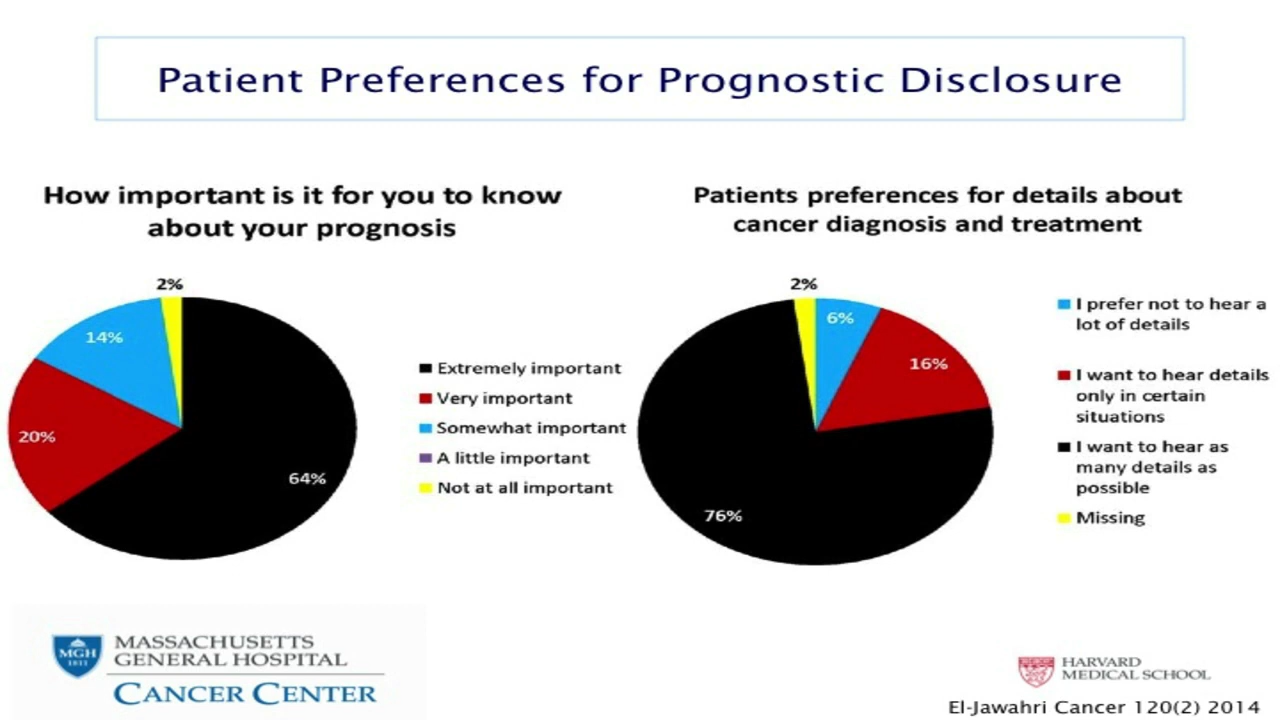 Patient Preferences for Prognostic Disclosure
How important is it for you to know
about your prognosis
2%
14%
20%
64%
Extremely important
Very important
Somewhat important
A little important
Not at all important
Patients preferences for details about
cancer diagnosis and treatment
2%
6%
16%
76%
I prefer not to hear a
lot of details
I want to hear details
only in certain
situations
I want to hear as
many details as
possible
Missing
MGH
1811
MASSACHUSETTS
GENERAL HOSPITAL
CANCER CENTER
HARVARD
MEDICAL SCHOOL
El-Jawahri Cancer 120(2) 2014